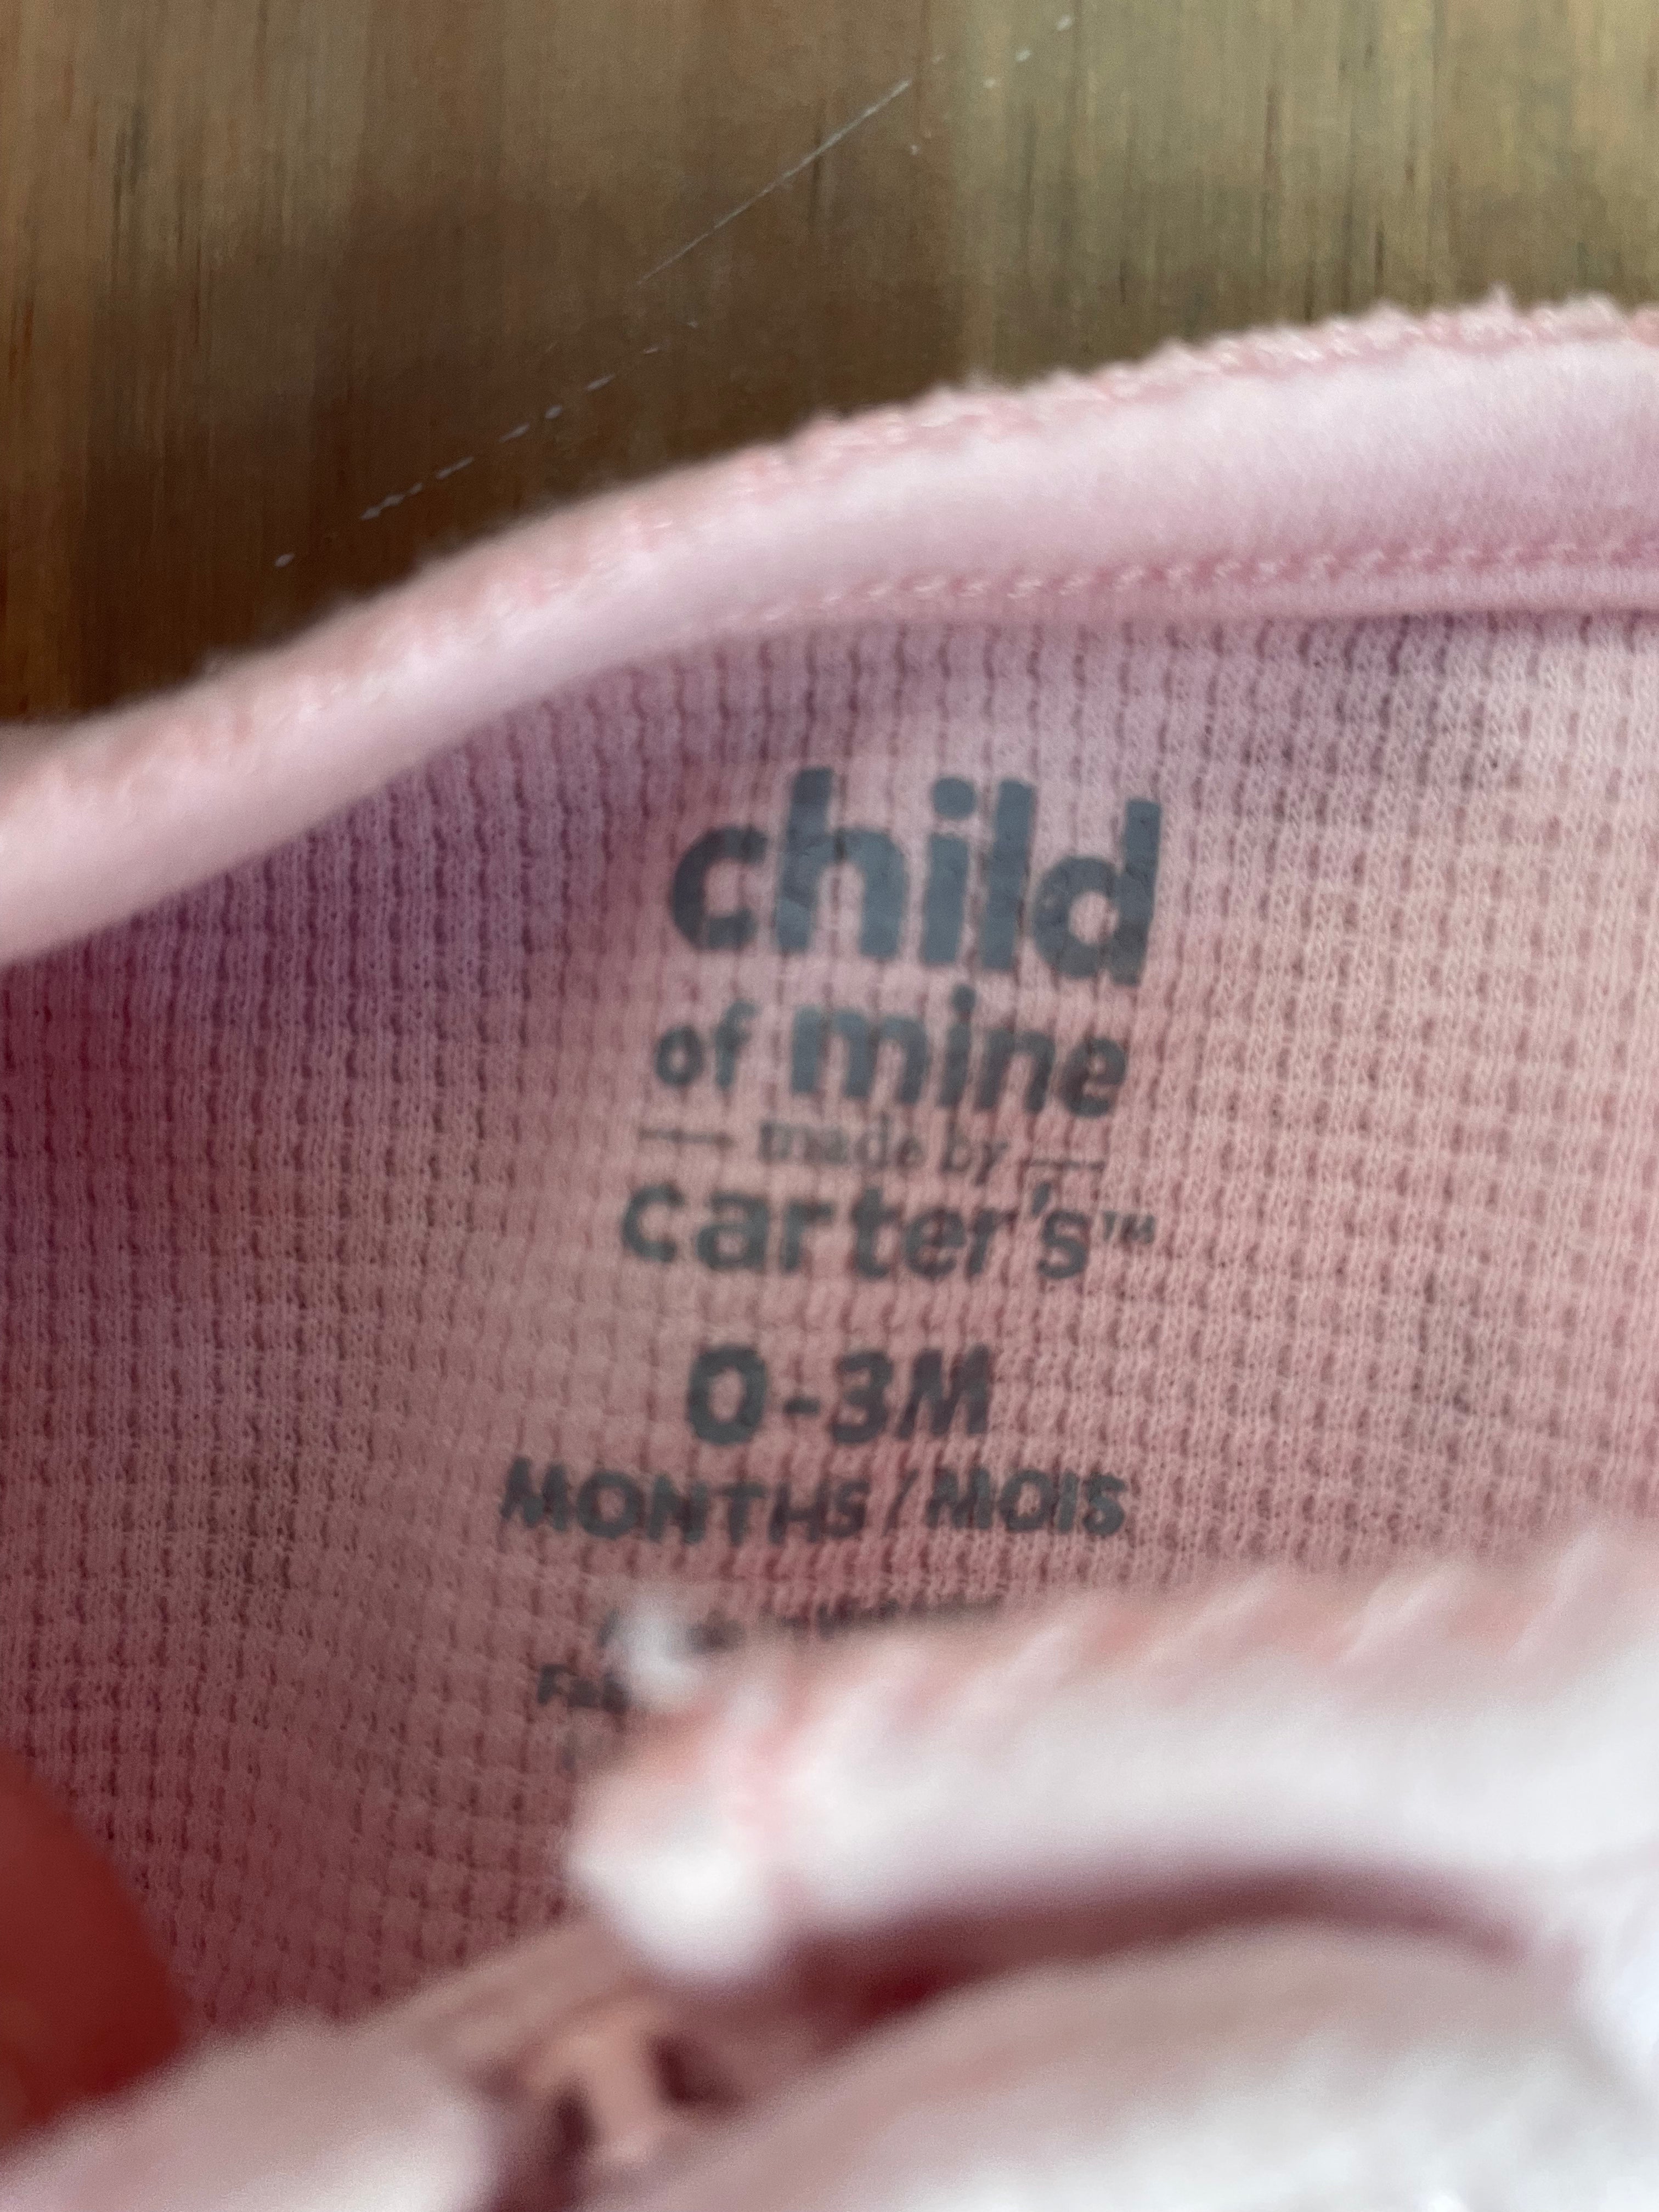 child
of mine
made by
carter's™
0-3M
MONTHS / MOIS